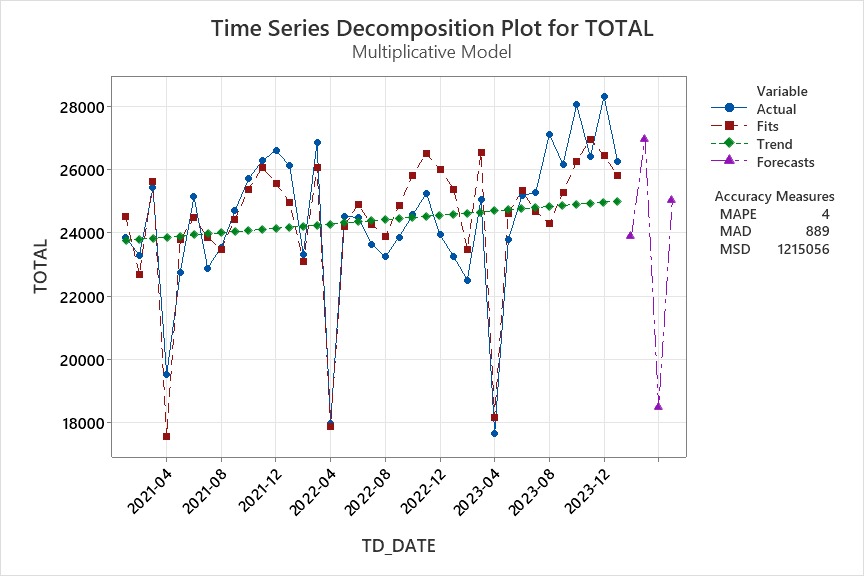 Time Series Decomposition Plot for TOTAL
Multiplicative Model
28000
26000
24000
22000
20000
18000
TOTAL
2021-04
2021-08
2021-12
2022-04
2022-08
2022-12
2023-04
2023-08
2023-12
TD_DATE
Variable
Actual
Fits
Trend
Forecasts
Accuracy Measures
MAPE 4
MAD 889
MSD 1215056